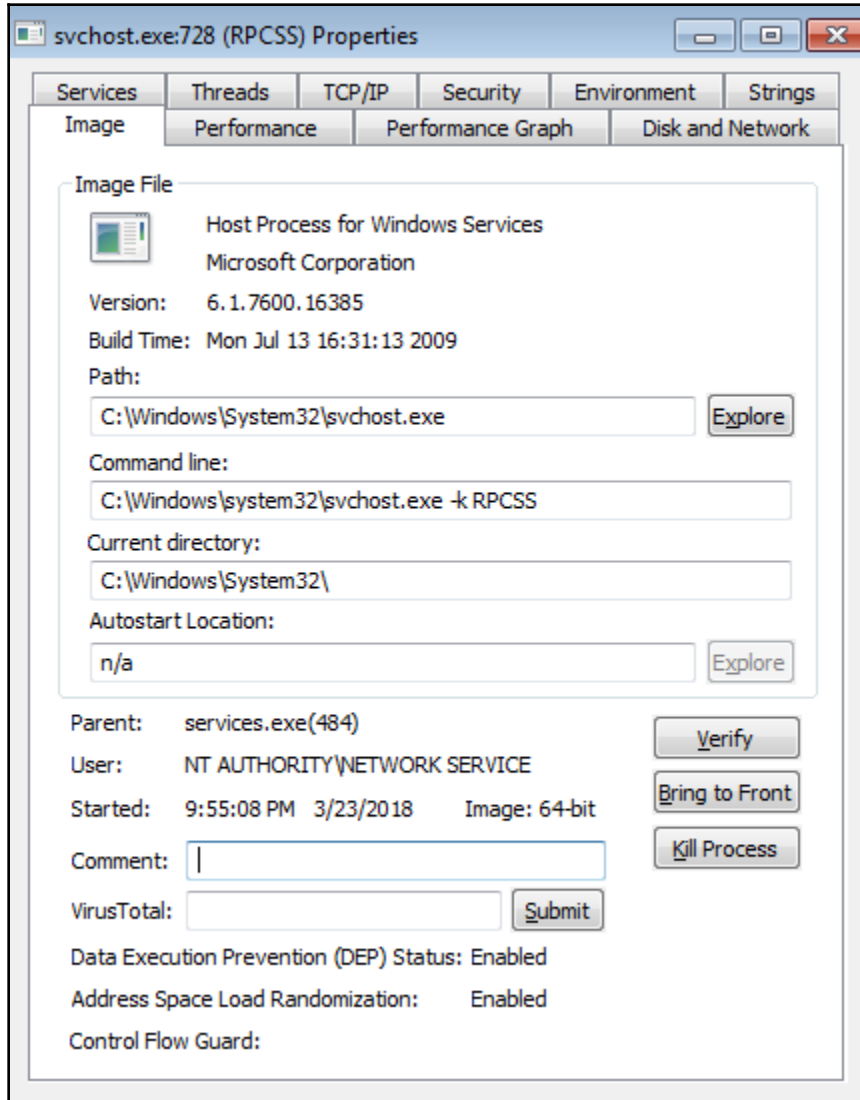 svchost.exe:728 (RPCSS) Properties
Services Threads TCP/IP Security Environment Strings
Image Performance Performance Graph Disk and Network
Image File
Host Process for Windows Services
Microsoft Corporation
Version: 6.1.7600.16385
Build Time: Mon Jul 13 16:31:13 2009
Path:
C:\Windows\System32\svchost.exe Explore
Command line:
C:\Windows\system32\svchost.exe -k RPCSS
Current directory:
C:\Windows\System32\
Autostart Location:
n/a Explore
Parent: services.exe(484)
Verify
User: NT AUTHORITY\NETWORK SERVICE
Bring to Front
Started: 9:55:08 PM 3/23/2018 Image: 64-bit
Kill Process
Comment:
VirusTotal: Submit
Data Execution Prevention (DEP) Status: Enabled
Address Space Load Randomization: Enabled
Control Flow Guard: